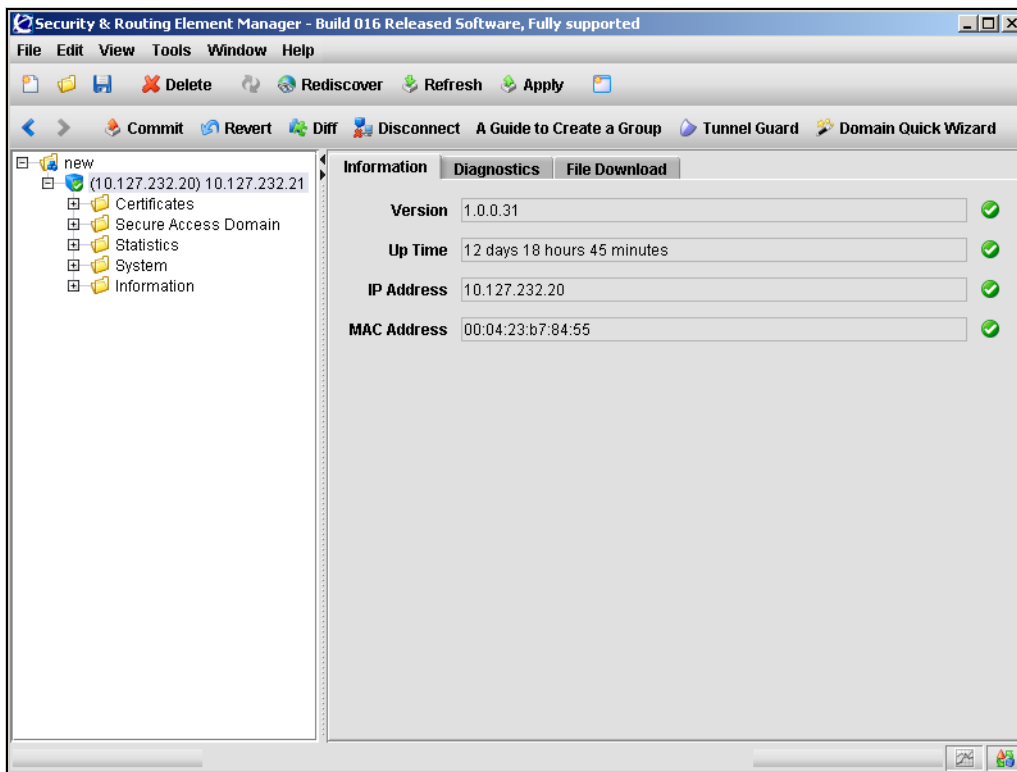 Security & Routing Element Manager - Build 016 Released Software, Fully supported
File Edit View Tools Window Help
Delete Rediscover Refresh Apply
Commit Revert Diff Disconnect A Guide to Create a Group Tunnel Guard Domain Quick Wizard
new
(10.127.232.20) 10.127.232.21
Certificates
Secure Access Domain
Statistics
System
Information
Information Diagnostics File Download
Version 1.0.0.31
Up Time 12 days 18 hours 45 minutes
IP Address 10.127.232.20
MAC Address 00:04:23:b7:84:55